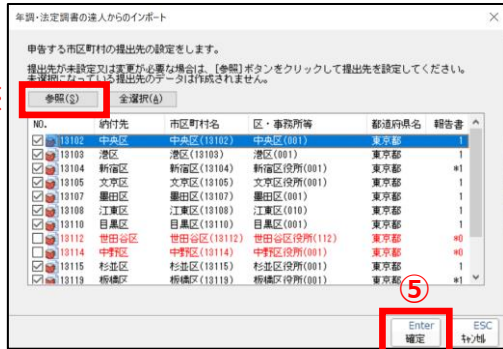 年調・法定調書の達人からのインポート
申告する市区町村の提出先の設定をします。
提出先が未設定又は変更が必要な場合は、[参照]ボタンをクリックして提出先を設定してください。
未選択になっている提出先のデータは作成されません。
参照(S) 全選択(A)
NO. 納付先 市区町村名 区・事務所等 都道府県名 報告書
13102 中央区 中央区(13102) 中央区(001) 東京都 1
13103 港区 港区(13103) 港区(001) 東京都 1
13104 新宿区 新宿区(13104) 新宿区役所(001) 東京都 *1
13105 文京区 文京区(13105) 文京区役所(001) 東京都 1
13107 墨田区 墨田区(13107) 墨田区(001) 東京都 1
13108 江東区 江東区(13108) 江東区(010) 東京都 1
13110 目黒区 目黒区(13110) 目黒区(001) 東京都 1
13112 世田谷区 世田谷区(13112) 世田谷区役所(112) 東京都 *0
13114 中野区 中野区(13114) 中野区役所(001) 東京都 *0
13115 杉並区 杉並区(13115) 杉並区役所(001) 東京都 1
13119 板橋区 板橋区(13119) 板橋区役所(001) 東京都 *1
⑤
Enter 確定 ESC ｷｬﾝｾﾙ